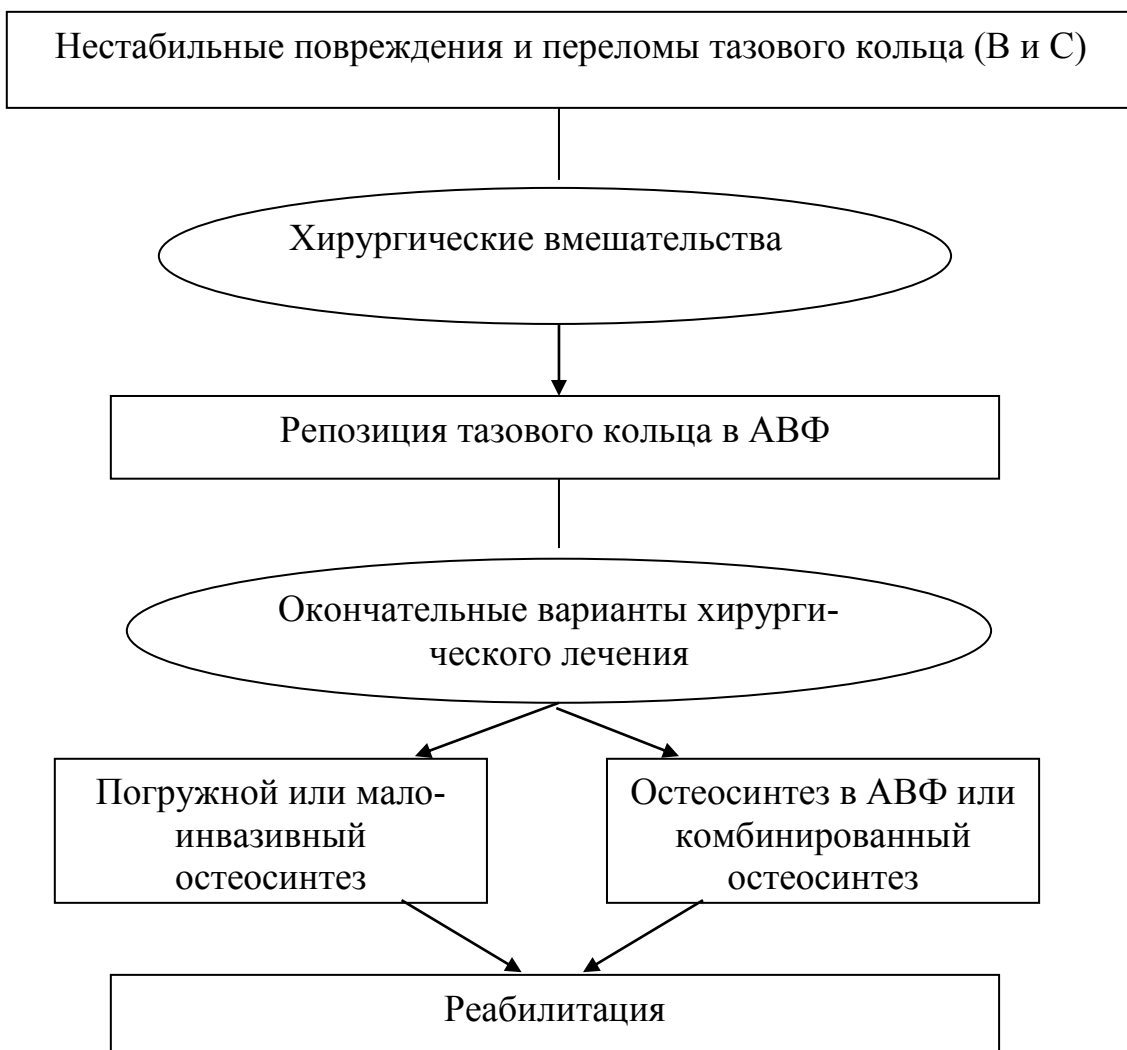 Нестабильные повреждения и переломы тазового кольца (В и С)
Хирургические вмешательства
Репозиция тазового кольца в АВФ
Окончательные варианты хирурги-
ческого лечения
Погружной или мало-
инвазивный
остеосинтез
Остеосинтез в АВФ или
комбинированный
остеосинтез
Реабилитация